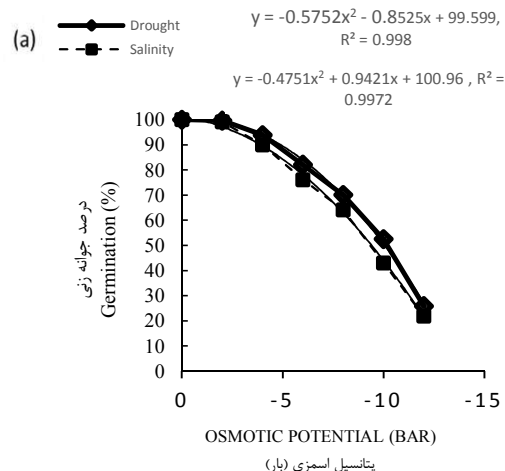 (a)
Drought
Salinity
y = -0.5752x² - 0.8525x + 99.599,
R² = 0.998
y = -0.4751x² + 0.9421x + 100.96 , R² =
0.9972
درصد جوانه زنی
Germination (%)
100
90
80
70
60
50
40
30
20
10
0
0
-5
-10
-15
OSMOTIC POTENTIAL (BAR)
پتانسیل اسمزی (بار)